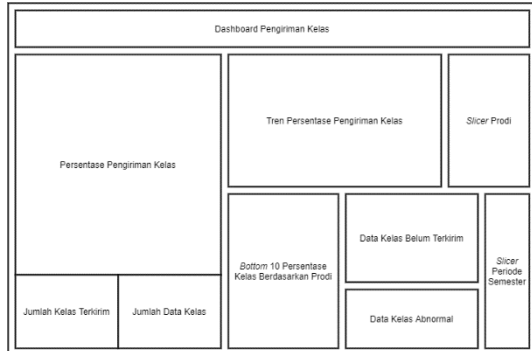 Dashboard Pengiriman Kelas
Persentase Pengiriman Kelas
Jumlah Kelas Terkirim
Jumlah Data Kelas
Tren Persentase Pengiriman Kelas
Slicer Prodi
Bottom 10 Persentase
Kelas Berdasarkan Prodi
Data Kelas Belum Terkirim
Data Kelas Abnormal
Slicer
Periode
Semester